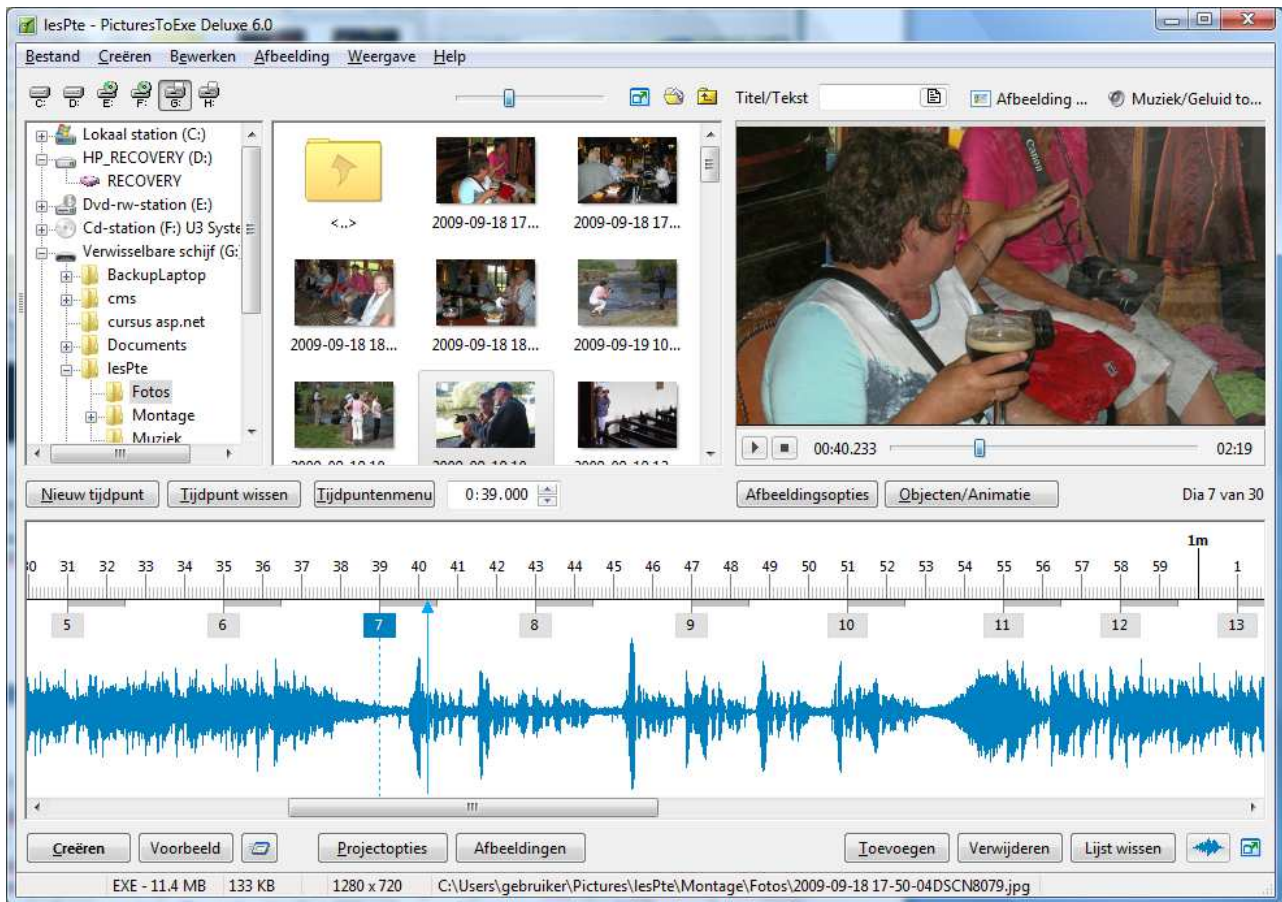 lesPte - PicturesToExe Deluxe 6.0
Bestand Creëren Bewerken Afbeelding Weergave Help
C: D: E: F: G: H:
Titel/Tekst Afbeelding ... Muziek/Geluid to...
Lokaal station (C:)
HP_RECOVERY (D:)
RECOVERY
Dvd-rw-station (E:)
Cd-station (F:) U3 Syste
Verwisselbare schijf (G:
BackupLaptop
cms
cursus asp.net
Documents
lesPte
Fotos
Montage
Muziek
<..> 2009-09-18 17... 2009-09-18 17...
2009-09-18 18... 2009-09-18 18... 2009-09-19 10...
Canon
00:40.233 02:19
Nieuw tijdpunt Tijdpunt wissen Tijdpuntenmenu 0:39.000 Afbeeldingsopties Objecten/Animatie Dia 7 van 30
1m
30 31 32 33 34 35 36 37 38 39 40 41 42 43 44 45 46 47 48 49 50 51 52 53 54 55 56 57 58 59 1
5 6 7 8 9 10 11 12 13
Creëren Voorbeeld Projectopties Afbeeldingen Toevoegen Verwijderen Lijst wissen
EXE - 11.4 MB 133 KB 1280 x 720 C:\Users\gebruiker\Pictures\lesPte\Montage\Fotos\2009-09-18 17-50-04DSCN8079.jpg